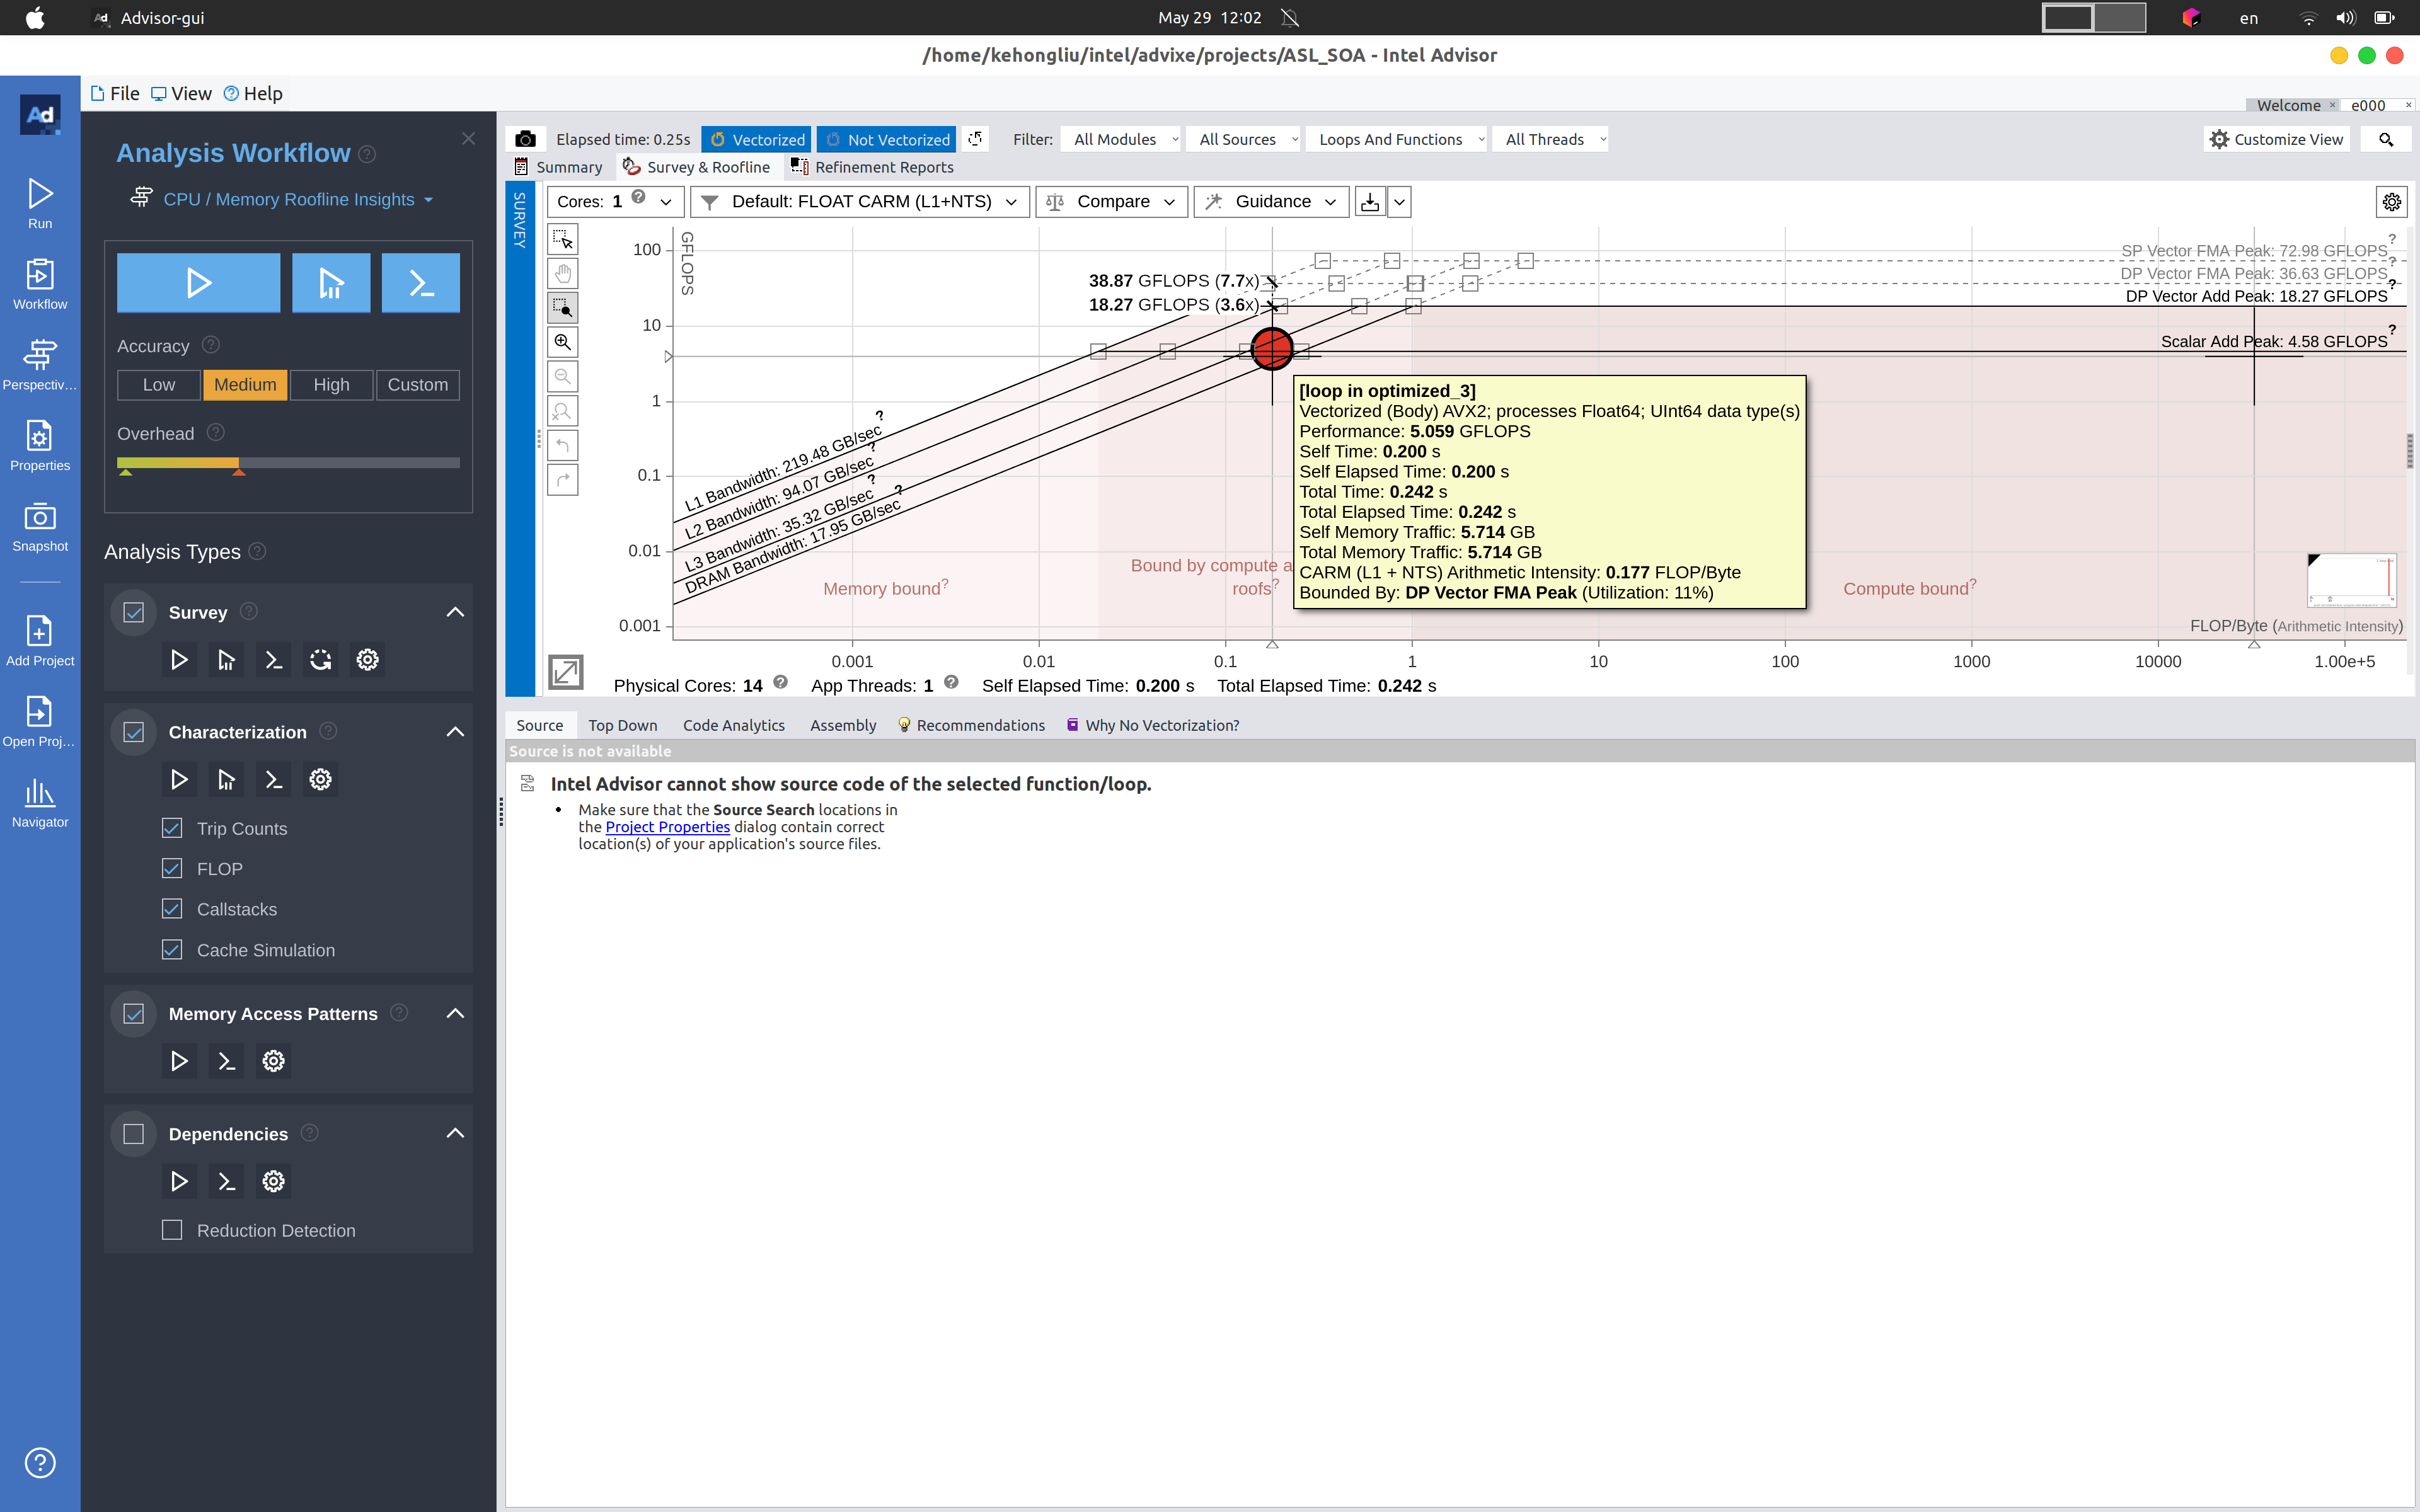 Advisor-gui
May 29 12:02
en
/home/kehongliu/intel/advixe/projects/ASL_SOA - Intel Advisor
Ad
File View Help
Welcome × e000 ×
Run
Workflow
Perspectiv...
Properties
Snapshot
Add Project
Open Proj...
Navigator
Analysis Workflow
CPU / Memory Roofline Insights
Accuracy
Low Medium High Custom
Overhead
Analysis Types
Survey
Characterization
Trip Counts
FLOP
Callstacks
Cache Simulation
Memory Access Patterns
Dependencies
Reduction Detection
Elapsed time: 0.25s Vectorized Not Vectorized Filter: All Modules All Sources Loops And Functions All Threads Customize View
Summary Survey & Roofline Refinement Reports
SURVEY
Cores: 1 Default: FLOAT CARM (L1+NTS) Compare Guidance
GFLOPS
100
10
1
0.1
0.01
0.001
38.87 GFLOPS (7.7x)
18.27 GFLOPS (3.6x)
SP Vector FMA Peak: 72.98 GFLOPS?
DP Vector FMA Peak: 36.63 GFLOPS?
DP Vector Add Peak: 18.27 GFLOPS?
Scalar Add Peak: 4.58 GFLOPS?
L1 Bandwidth: 219.48 GB/sec?
L2 Bandwidth: 94.07 GB/sec?
L3 Bandwidth: 35.32 GB/sec?
DRAM Bandwidth: 17.95 GB/sec?
Memory bound?
Bound by compute a
roofs?
Compute bound?
[loop in optimized_3]
Vectorized (Body) AVX2; processes Float64; UInt64 data type(s)
Performance: 5.059 GFLOPS
Self Time: 0.200 s
Self Elapsed Time: 0.200 s
Total Time: 0.242 s
Total Elapsed Time: 0.242 s
Self Memory Traffic: 5.714 GB
Total Memory Traffic: 5.714 GB
CARM (L1 + NTS) Arithmetic Intensity: 0.177 FLOP/Byte
Bounded By: DP Vector FMA Peak (Utilization: 11%)
FLOP/Byte (Arithmetic Intensity)
0.001 0.01 0.1 1 10 100 1000 10000 1.00e+5
Physical Cores: 14 App Threads: 1 Self Elapsed Time: 0.200 s Total Elapsed Time: 0.242 s
Source Top Down Code Analytics Assembly Recommendations Why No Vectorization?
Source is not available
Intel Advisor cannot show source code of the selected function/loop.
• Make sure that the Source Search locations in
the Project Properties dialog contain correct
location(s) of your application's source files.